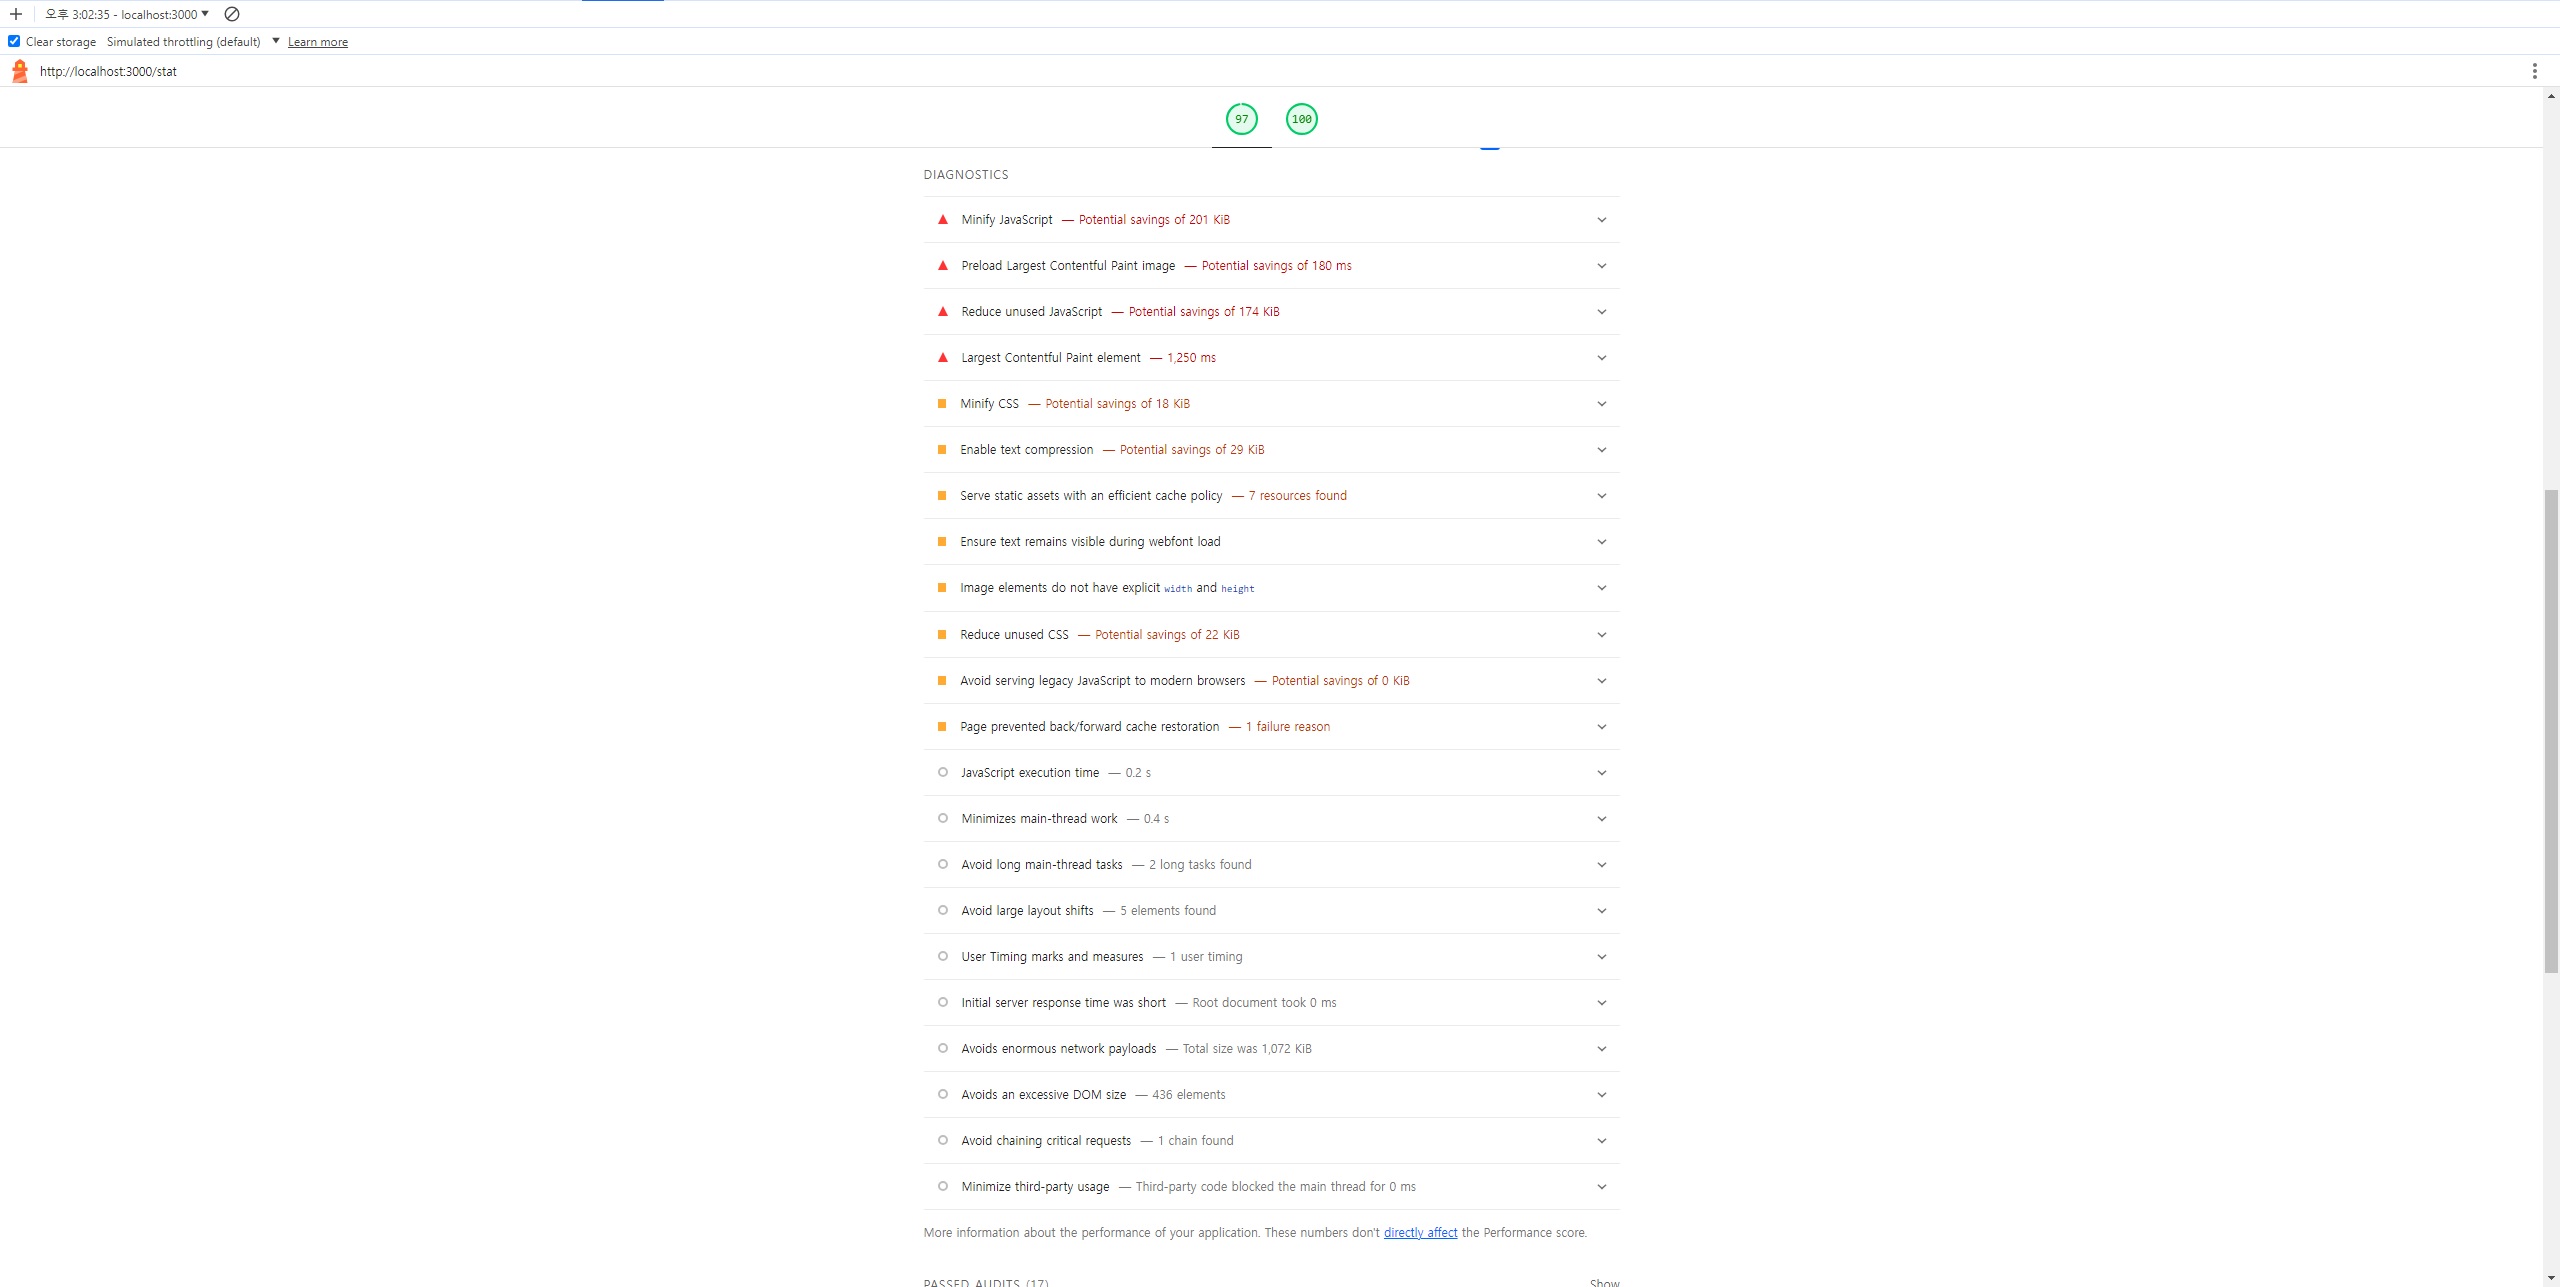 오후 3:02:35 - localhost:3000
Clear storage Simulated throttling (default) Learn more
http://localhost:3000/stat
97 100
DIAGNOSTICS
Minify JavaScript — Potential savings of 201 KiB
Preload Largest Contentful Paint image — Potential savings of 180 ms
Reduce unused JavaScript — Potential savings of 174 KiB
Largest Contentful Paint element — 1,250 ms
Minify CSS — Potential savings of 18 KiB
Enable text compression — Potential savings of 29 KiB
Serve static assets with an efficient cache policy — 7 resources found
Ensure text remains visible during webfont load
Image elements do not have explicit width and height
Reduce unused CSS — Potential savings of 22 KiB
Avoid serving legacy JavaScript to modern browsers — Potential savings of 0 KiB
Page prevented back/forward cache restoration — 1 failure reason
JavaScript execution time — 0.2 s
Minimizes main-thread work — 0.4 s
Avoid long main-thread tasks — 2 long tasks found
Avoid large layout shifts — 5 elements found
User Timing marks and measures — 1 user timing
Initial server response time was short — Root document took 0 ms
Avoids enormous network payloads — Total size was 1,072 KiB
Avoids an excessive DOM size — 436 elements
Avoid chaining critical requests — 1 chain found
Minimize third-party usage — Third-party code blocked the main thread for 0 ms
More information about the performance of your application. These numbers don't directly affect the Performance score.
PASSED AUDITS (17) Show